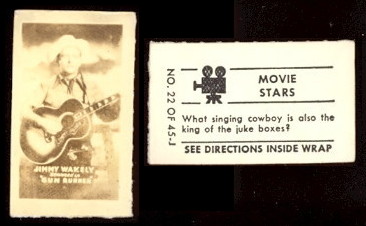 JIMMY WAKELY
"GUN RUNNER"
NO. 22 OF 45-J
MOVIE
STARS
What singing cowboy is also the
king of the juke boxes?
SEE DIRECTIONS INSIDE WRAP